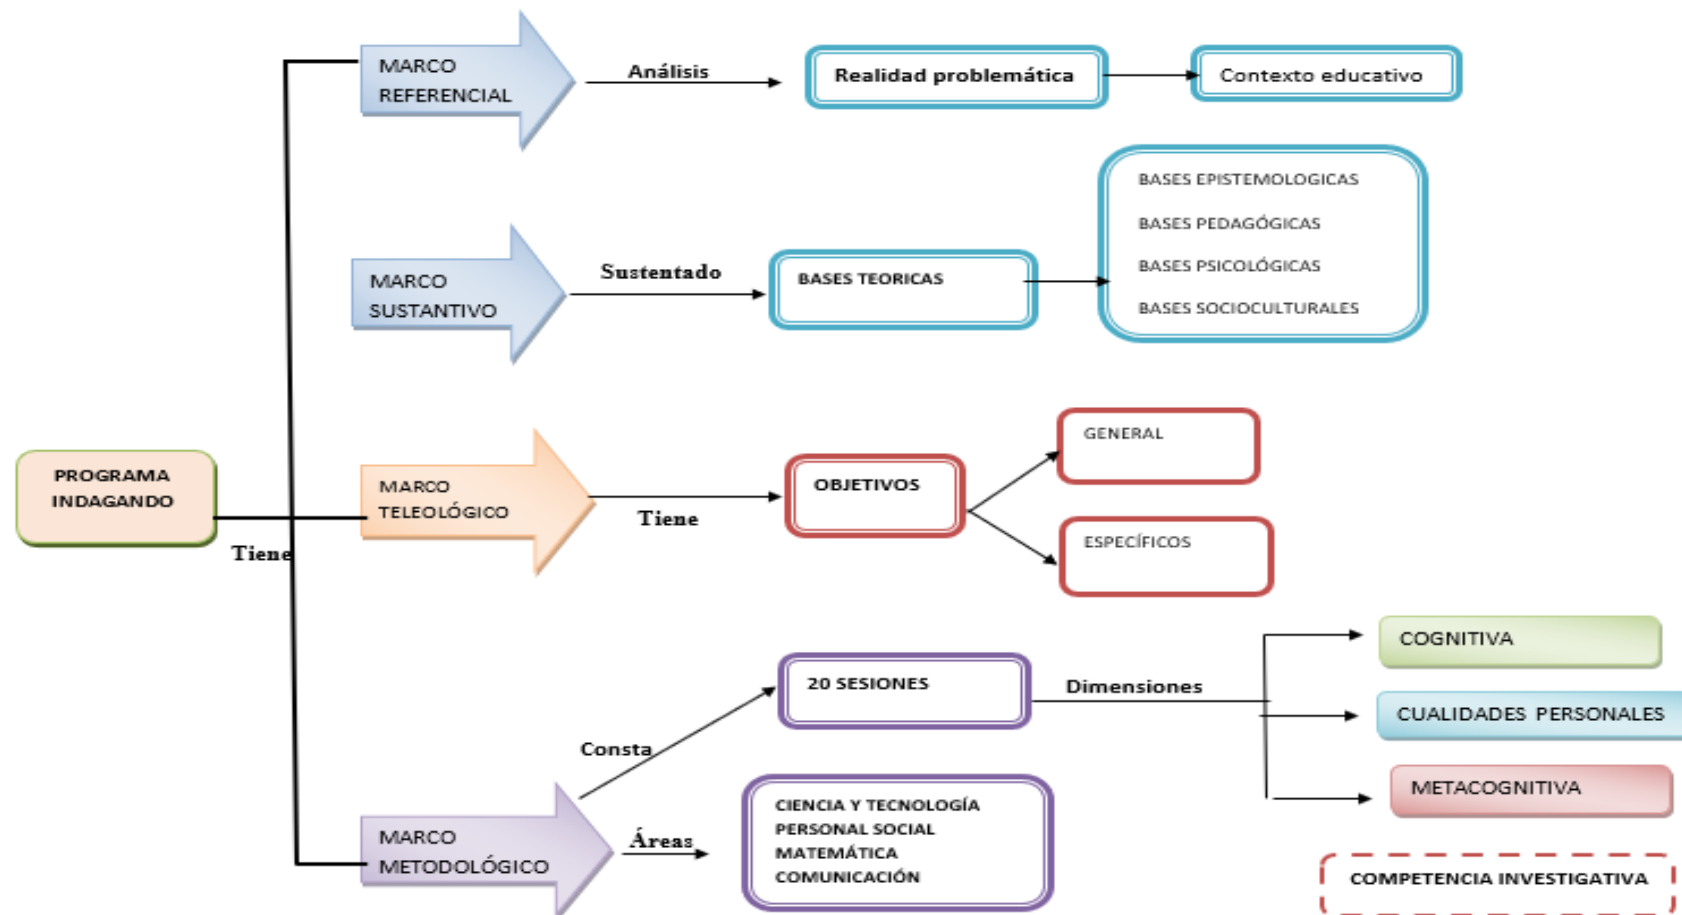 MARCO
REFERENCIAL
Análisis
Realidad problemática
Contexto educativo
MARCO
SUSTANTIVO
Sustentado
BASES TEORICAS
BASES EPISTEMOLOGICAS
BASES PEDAGÓGICAS
BASES PSICOLÓGICAS
BASES SOCIOCULTURALES
PROGRAMA
INDAGANDO
Tiene
MARCO
TELEOLÓGICO
Tiene
OBJETIVOS
GENERAL
ESPECÍFICOS
MARCO
METODOLÓGICO
Consta
20 SESIONES
Dimensiones
COGNITIVA
CUALIDADES PERSONALES
METACOGNITIVA
Áreas
CIENCIA Y TECNOLOGÍA
PERSONAL SOCIAL
MATEMÁTICA
COMUNICACIÓN
COMPETENCIA INVESTIGATIVA